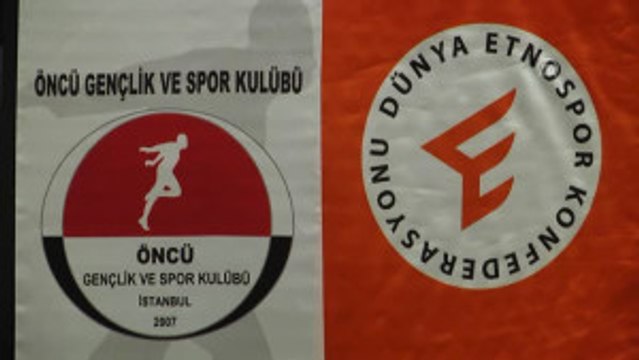 ÖNCÜ GENÇLİK VE SPOR KULÜBÜ
ÖNCÜ
GENÇLİK VE SPOR KULÜBÜ
İSTANBUL
2007
DÜNYA ETNOSPOR KONFEDERASYONU